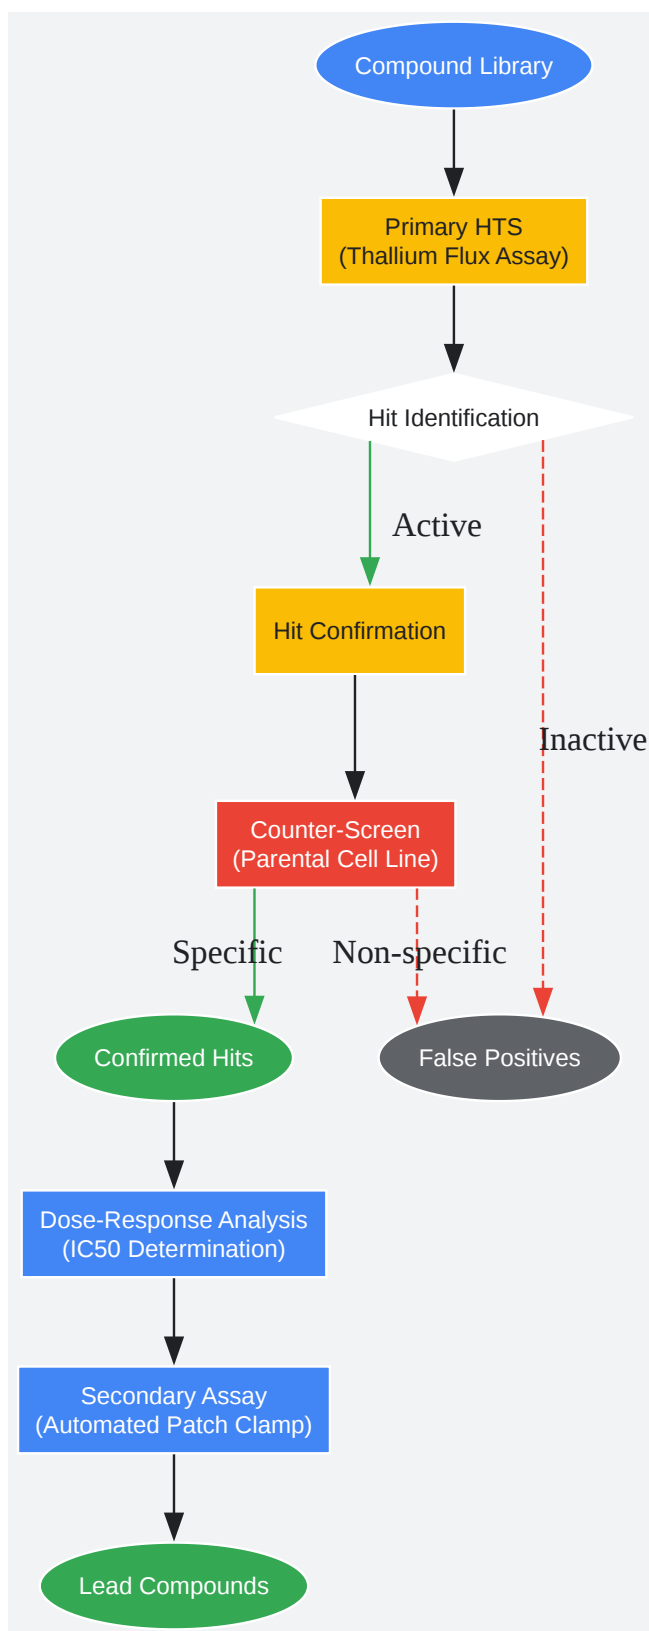 Compound Library
Primary HTS
(Thallium Flux Assay)
Hit Identification
Active
Hit Confirmation
Inactive
Counter-Screen
(Parental Cell Line)
Specific
Non-specific
Confirmed Hits
False Positives
Dose-Response Analysis
(IC50 Determination)
Secondary Assay
(Automated Patch Clamp)
Lead Compounds